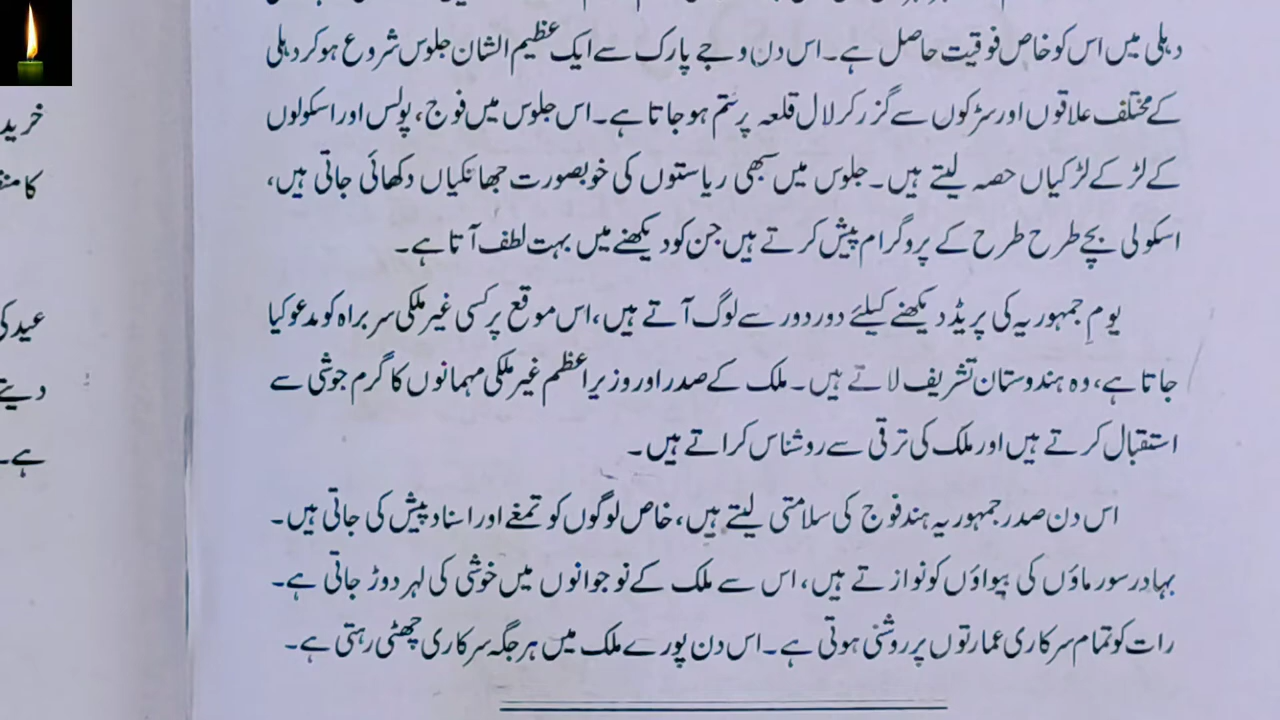 دہلی میں اس کو خاص فوقیت حاصل ہے۔ اس دن وجے پارک سے ایک عظیم الشان جلوس شروع ہو کر دہلی
کے مختلف علاقوں اور سڑکوں سے گزر کر لال قلعہ پر ختم ہو جاتا ہے۔ اس جلوس میں فوج، پولس اور اسکولوں
کے لڑکے لڑکیاں حصہ لیتے ہیں۔ جلوس میں سبھی ریاستوں کی خوبصورت جھانکیاں دکھائی جاتی ہیں،
اسکولی بچے طرح طرح کے پروگرام پیش کرتے ہیں جن کو دیکھنے میں بہت لطف آتا ہے۔
یومِ جمہوریہ کی پریڈ دیکھنے کیلئے دور دور سے لوگ آتے ہیں، اس موقع پر کسی غیر ملکی سربراہ کو مدعو کیا
جاتا ہے، وہ ہندوستان تشریف لاتے ہیں۔ ملک کے صدر اور وزیر اعظم غیر ملکی مہمانوں کا گرم جوشی سے
استقبال کرتے ہیں اور ملک کی ترقی سے روشناس کراتے ہیں۔
اس دن صدر جمہوریہ ہند فوج کی سلامتی لیتے ہیں، خاص لوگوں کو تمغے اور اسناد پیش کی جاتی ہیں۔
بہادر سورماؤں کی بیواؤں کو نوازتے ہیں، اس سے ملک کے نوجوانوں میں خوشی کی لہر دوڑ جاتی ہے۔
رات کو تمام سرکاری عمارتوں پر روشنی ہوتی ہے۔ اس دن پورے ملک میں ہر جگہ سرکاری چھٹی رہتی ہے۔
خرید
عید کی
دیتے
ہے۔